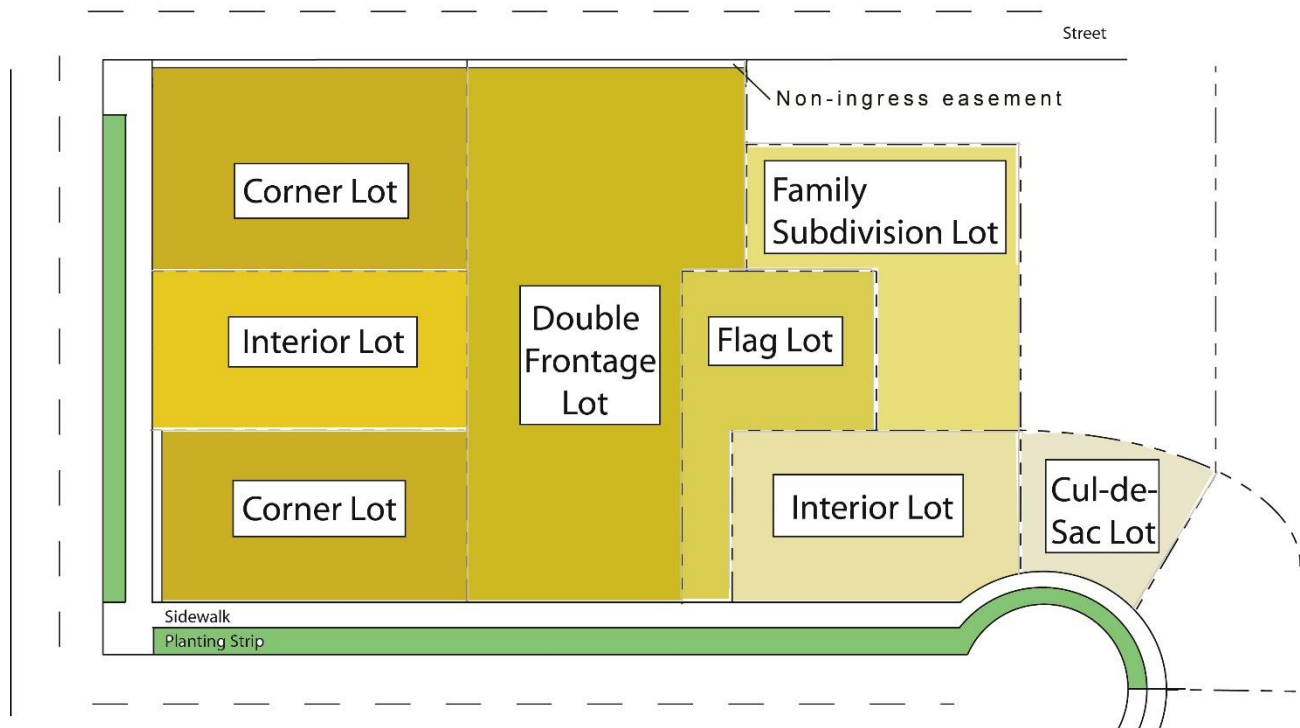 Street
Non-ingress easement
Corner Lot
Family
Subdivision Lot
Interior Lot
Double
Frontage
Lot
Flag Lot
Corner Lot
Interior Lot
Cul-de-
Sac Lot
Sidewalk
Planting Strip